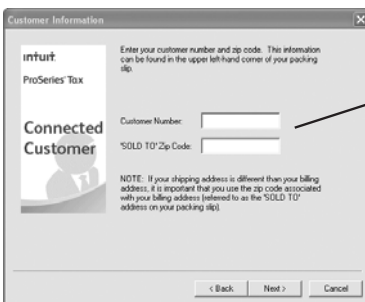 Customer Information
Enter your customer number and zip code. This information
can be found in the upper left-hand corner of your packing
slip.
intuit.
ProSeries Tax
Connected
Customer
Customer Number:
'SOLD TO' Zip Code:
NOTE: If your shipping address is different than your billing
address, it is important that you use the zip code associated
with your billing address (referred to as the 'SOLD TO'
address on your packing slip).
< Back
Next >
Cancel